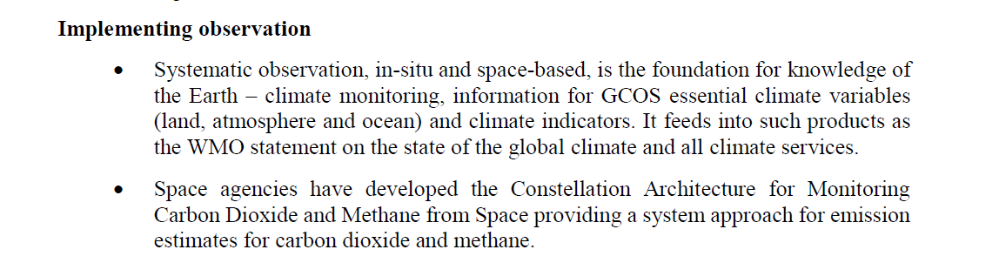 Implementing observation
• Systematic observation, in-situ and space-based, is the foundation for knowledge of
the Earth – climate monitoring, information for GCOS essential climate variables
(land, atmosphere and ocean) and climate indicators. It feeds into such products as
the WMO statement on the state of the global climate and all climate services.
• Space agencies have developed the Constellation Architecture for Monitoring
Carbon Dioxide and Methane from Space providing a system approach for emission
estimates for carbon dioxide and methane.